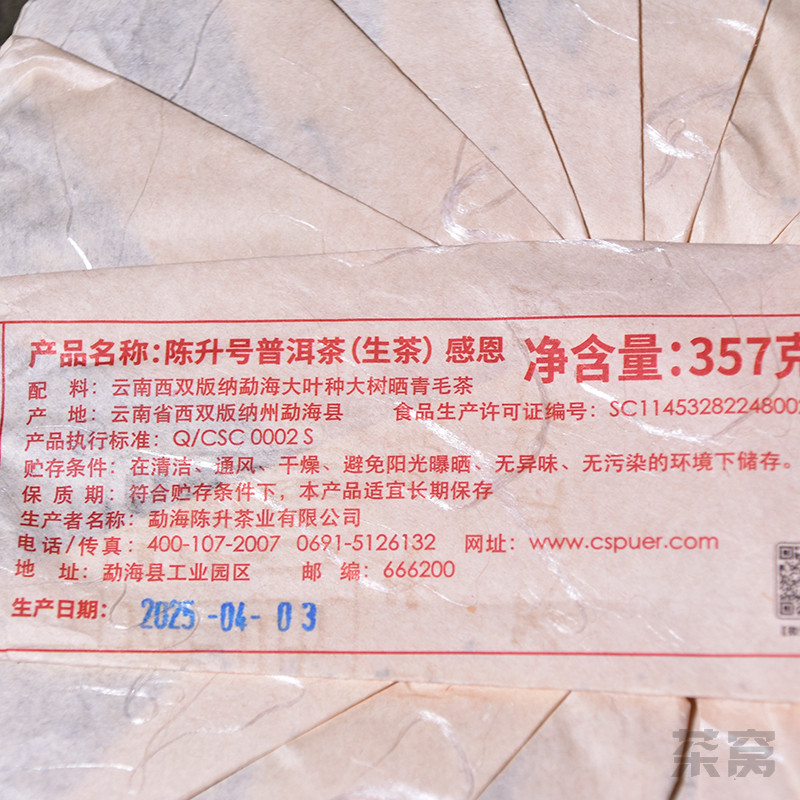 产品名称：陈升号普洱茶（生茶）感恩 净含量：357克
配 料：云南西双版纳勐海大叶种大树晒青毛茶
产 地：云南省西双版纳州勐海县 食品生产许可证编号：SC1145328224800
产品执行标准：Q/CSC 0002 S
贮存条件：在清洁、通风、干燥、避免阳光曝晒、无异味、无污染的环境下储存。
保 质 期：符合贮存条件下，本产品适宜长期保存
生产者名称：勐海陈升茶业有限公司
电话/传真：400-107-2007 0691-5126132 网址：www.cspuer.com
地 址：勐海县工业园区 邮 编：666200
生产日期：2025-04-03
茶窝